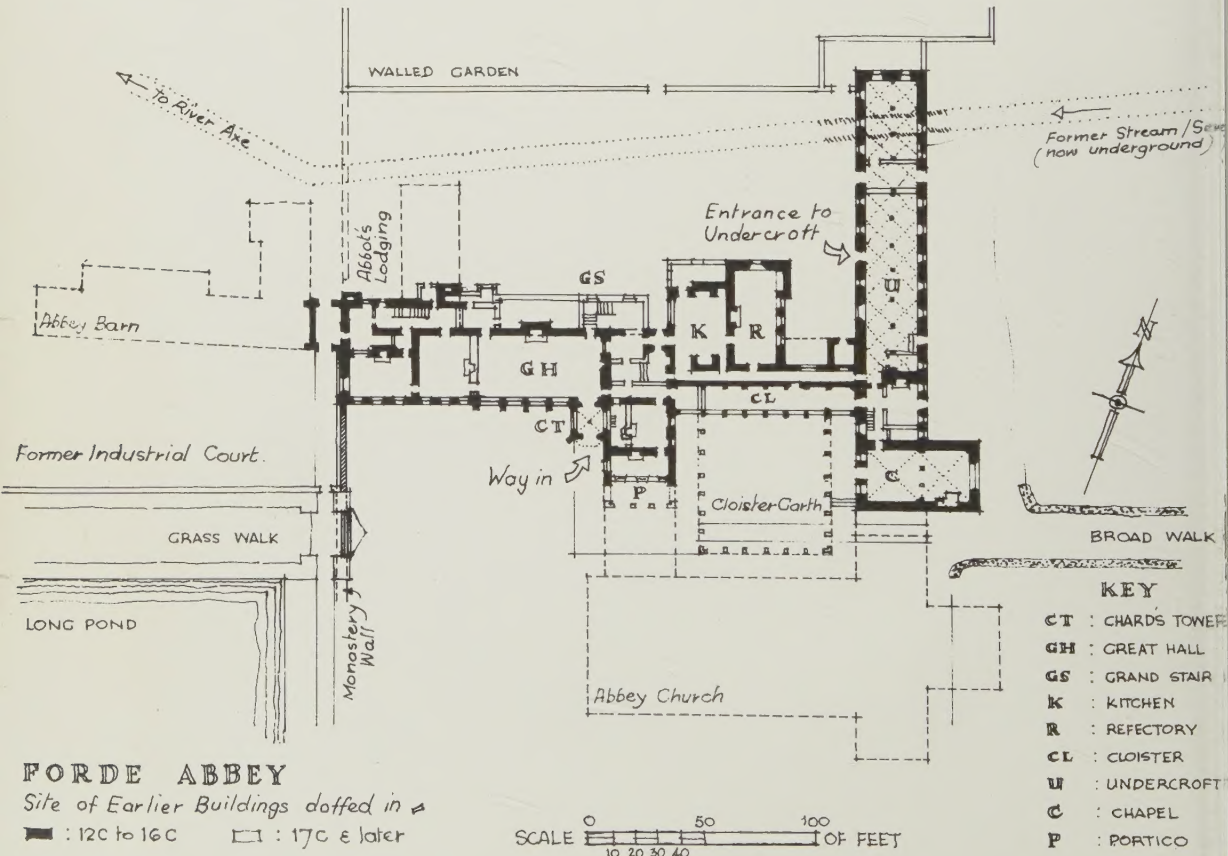 WALLED GARDEN
to River Axe
Former Stream /
(now underground)
Abbot's
Lodging
Entrance to
Undercroft
GS
U
Abbey Barn
K
R
GH
CL
CT
Former Industrial Court.
Way in
C
P
Cloister Garth
GRASS WALK
BROAD WALK
LONG POND
Monastery
Wall
Abbey Church
N
KEY
CT : CHARD'S TOWER
GH : GREAT HALL
GS : GRAND STAIR
K : KITCHEN
R : REFECTORY
CL : CLOISTER
U : UNDERCROFT
C : CHAPEL
P : PORTICO
FORDE ABBEY
Site of Earlier Buildings dotted in
: 12C to 16C : 17C & later
SCALE 0 50 100 OF FEET
10 20 30 40